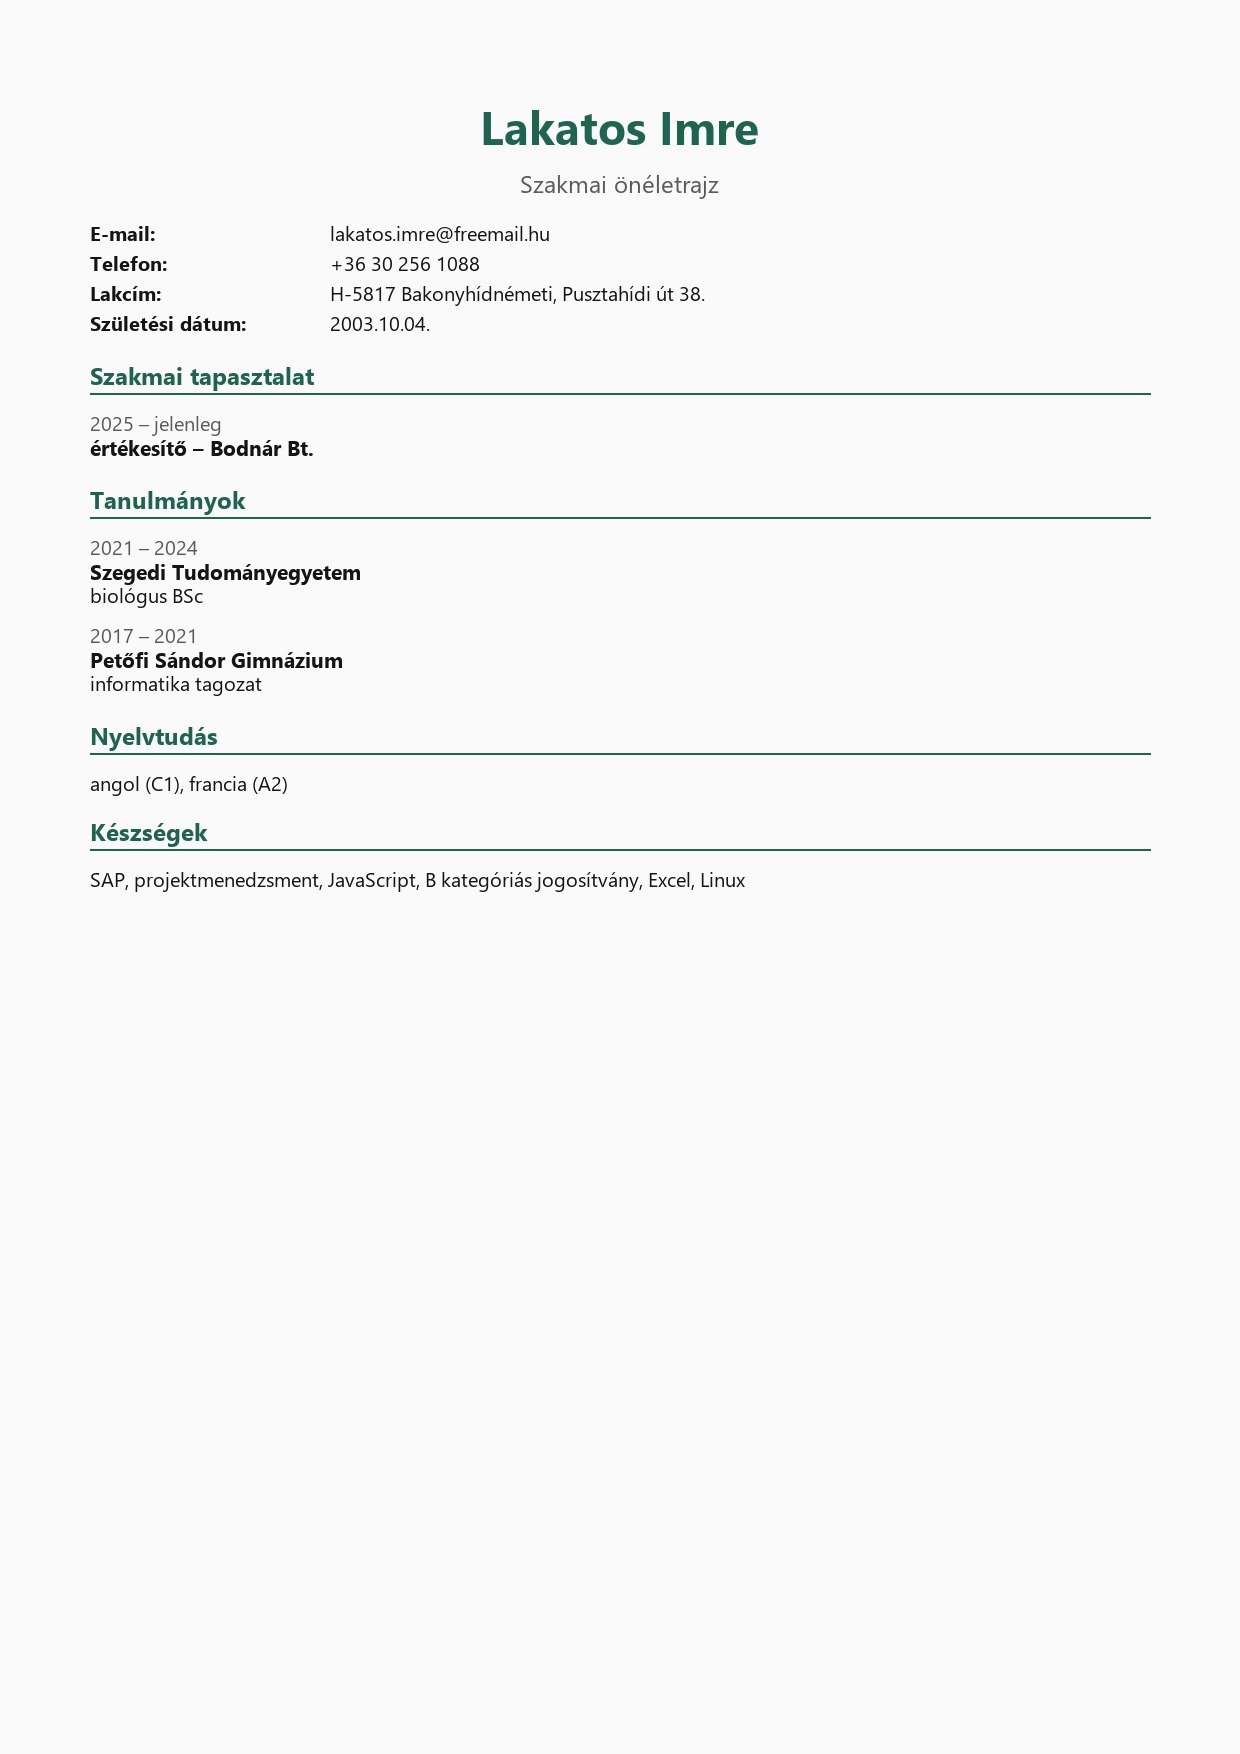 Lakatos Imre
Szakmai önéletrajz
E-mail: lakatos.imre@freemail.hu
Telefon: +36 30 256 1088
Lakcím: H-5817 Bakonyhídnémeti, Pusztahídi út 38.
Születési dátum: 2003.10.04.
Szakmai tapasztalat
2025 – jelenleg
értékesítő – Bodnár Bt.
Tanulmányok
2021 – 2024
Szegedi Tudományegyetem
biológus BSc
2017 – 2021
Petőfi Sándor Gimnázium
informatika tagozat
Nyelvtudás
angol (C1), francia (A2)
Készségek
SAP, projektmenedzsment, JavaScript, B kategóriás jogosítvány, Excel, Linux